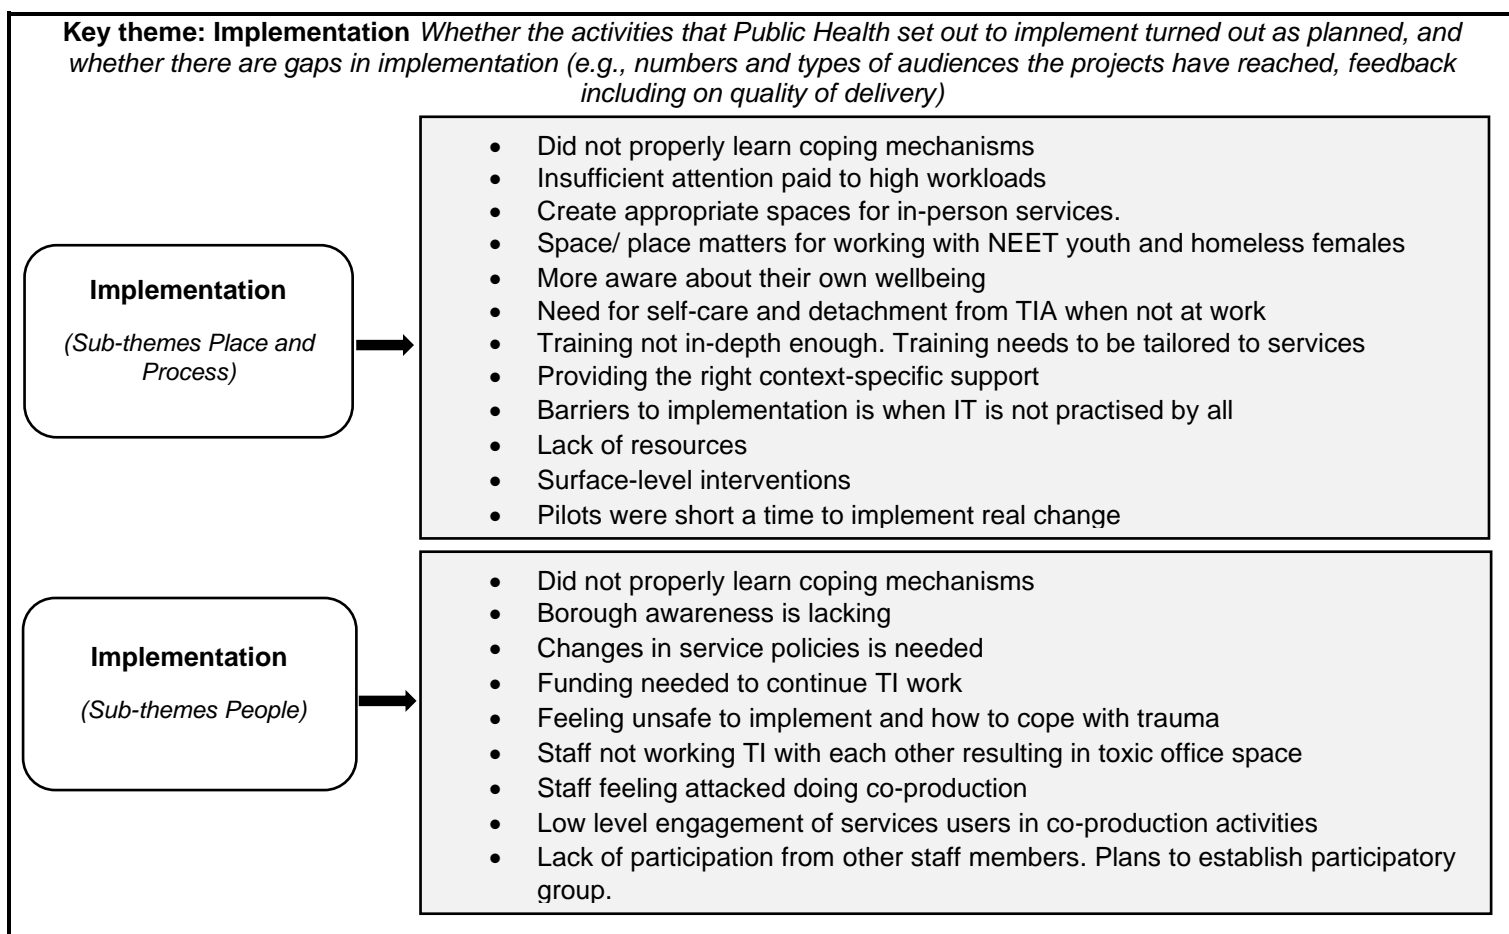 Key theme: Implementation Whether the activities that Public Health set out to implement turned out as planned, and
whether there are gaps in implementation (e.g., numbers and types of audiences the projects have reached, feedback
including on quality of delivery)
Implementation
(Sub-themes Place and
Process)
• Did not properly learn coping mechanisms
• Insufficient attention paid to high workloads
• Create appropriate spaces for in-person services.
• Space/ place matters for working with NEET youth and homeless females
• More aware about their own wellbeing
• Need for self-care and detachment from TIA when not at work
• Training not in-depth enough. Training needs to be tailored to services
• Providing the right context-specific support
• Barriers to implementation is when IT is not practised by all
• Lack of resources
• Surface-level interventions
• Pilots were short a time to implement real change
Implementation
(Sub-themes People)
• Did not properly learn coping mechanisms
• Borough awareness is lacking
• Changes in service policies is needed
• Funding needed to continue TI work
• Feeling unsafe to implement and how to cope with trauma
• Staff not working TI with each other resulting in toxic office space
• Staff feeling attacked doing co-production
• Low level engagement of services users in co-production activities
• Lack of participation from other staff members. Plans to establish participatory
group.